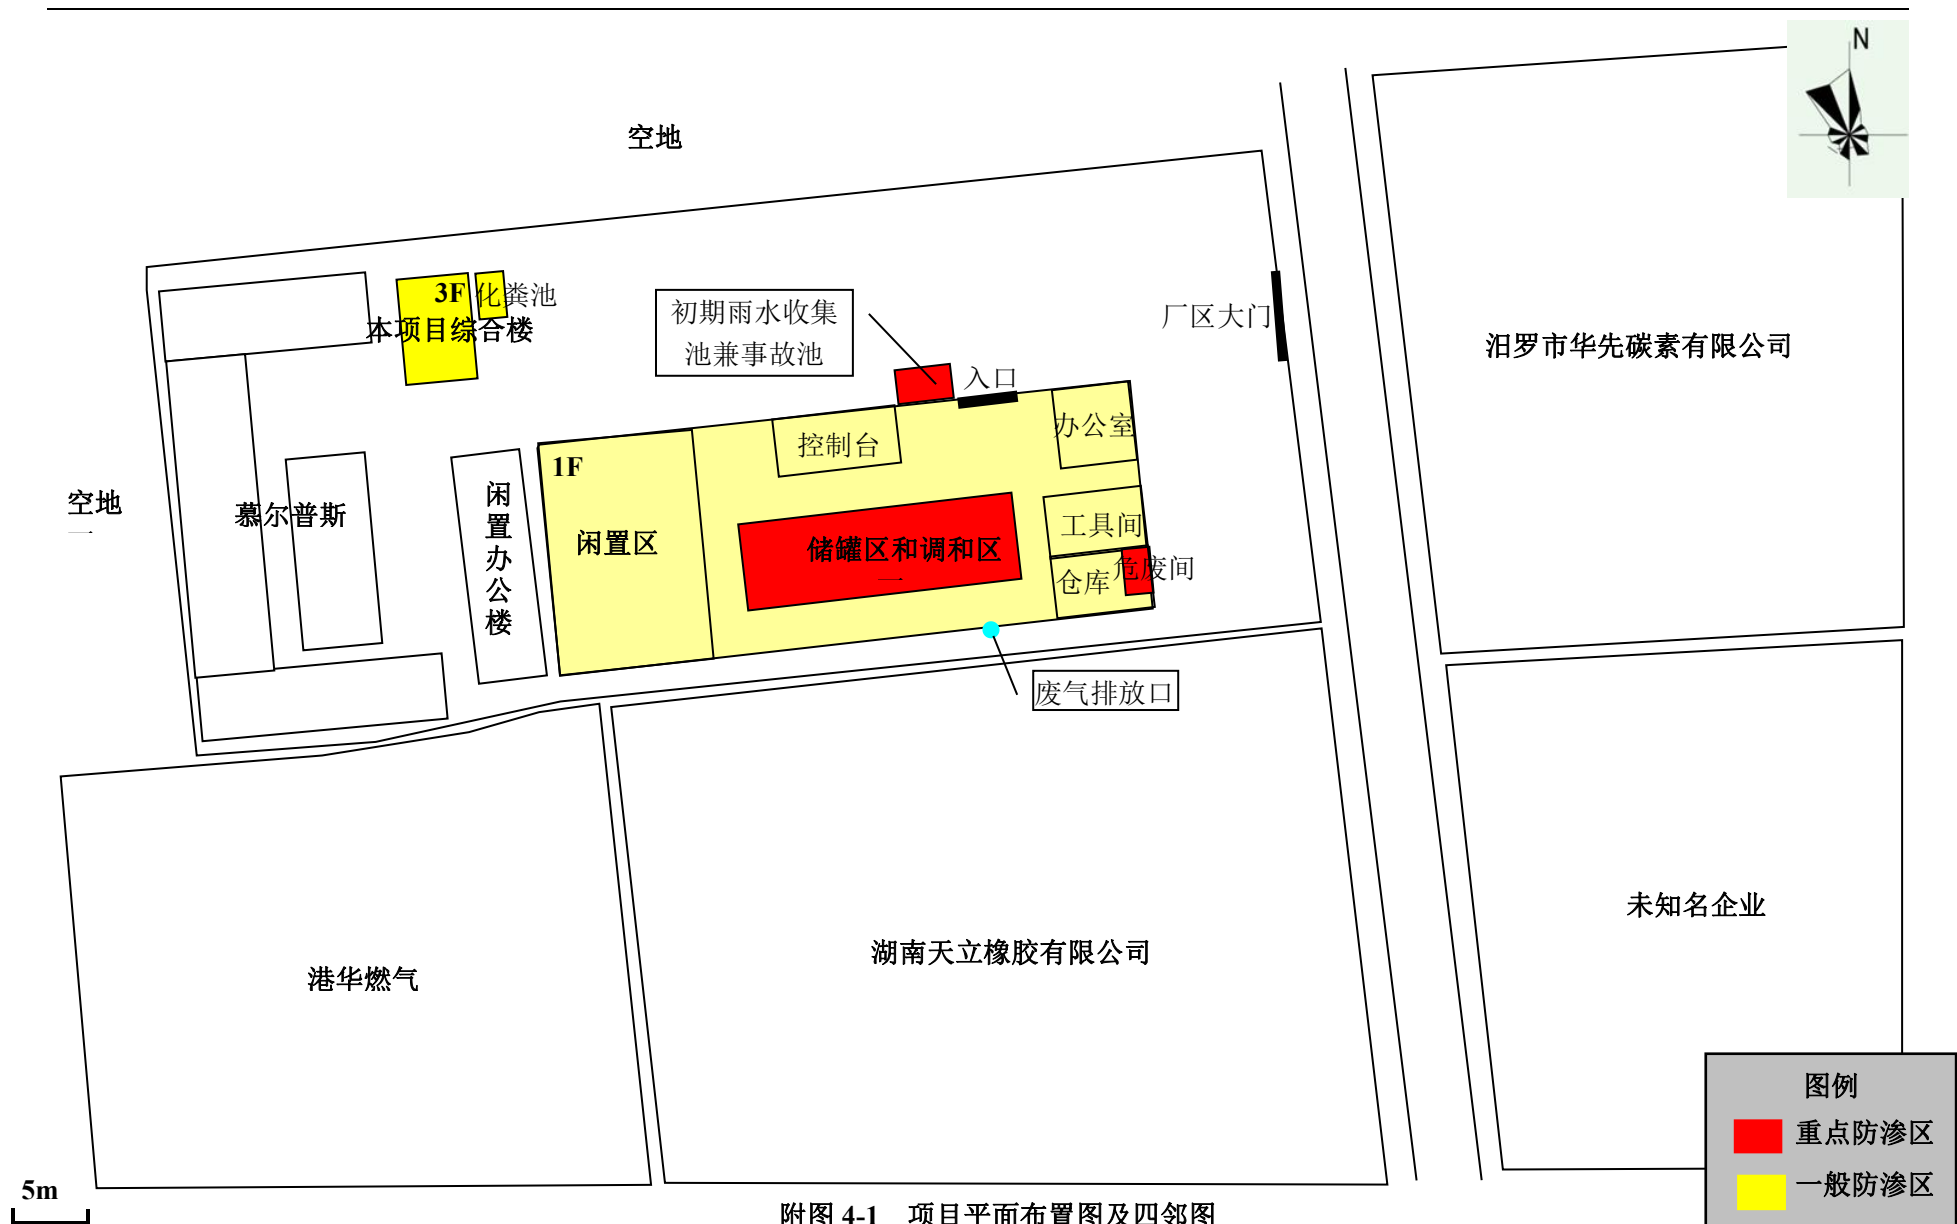 N
空地
3F
化粪池
本项目综合楼
初期雨水收集
池兼事故池
厂区大门
汨罗市华先碳素有限公司
入口
办公室
控制台
1F
闲置区
空地
慕尔普斯
闲置办公楼
储罐区和调和区
工具间
仓库
危废间
废气排放口
未知名企业
湖南天立橡胶有限公司
港华燃气
图例
重点防渗区
一般防渗区
5m
附图 4-1 项目平面布置图及四邻图